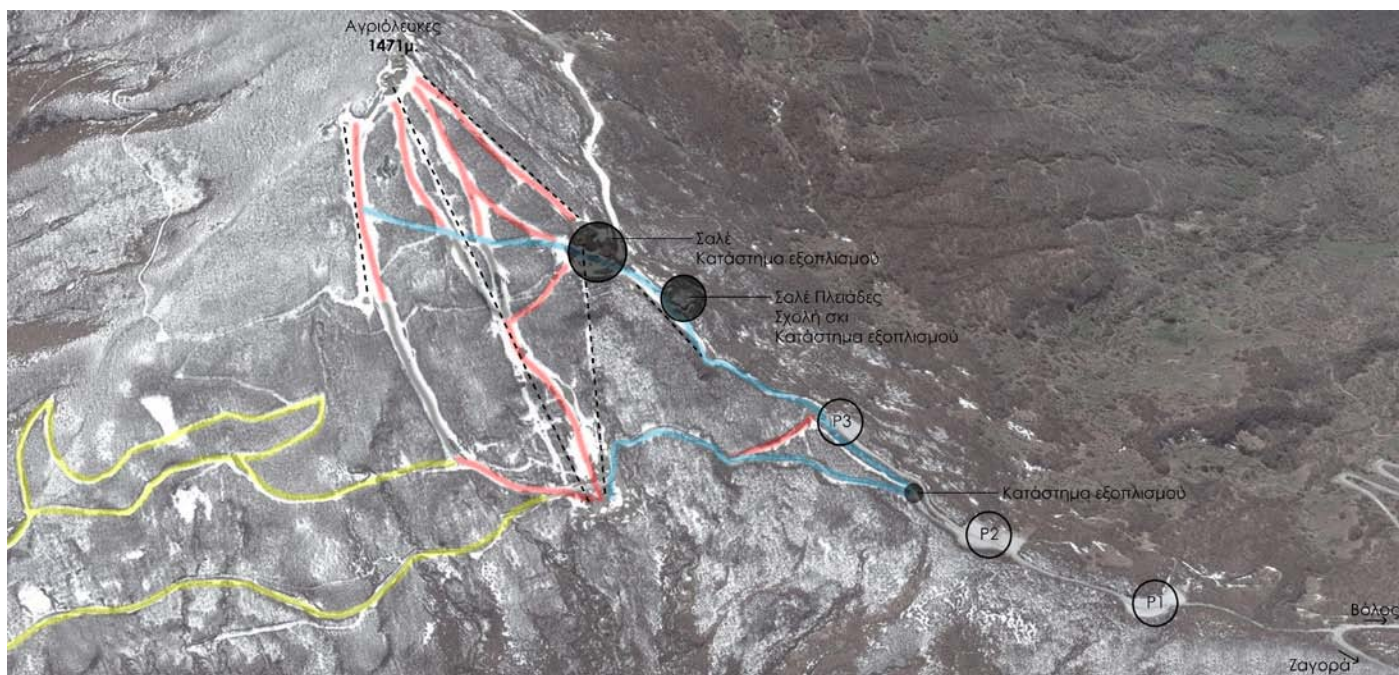 Αγριόλευκες
1471μ.
Σαλέ
Κατάστημα εξοπλισμού
Σαλέ Πλειάδες
Σχολή σκι
Κατάστημα εξοπλισμού
P3
Κατάστημα εξοπλισμού
P2
P1
Βόλος
Ζαγορά